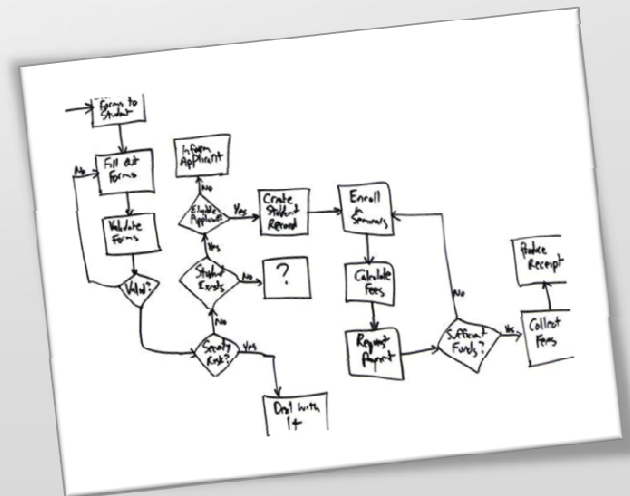 Forms to
Student
Fill out
Forms
No
Validate
Forms
Valid?
Security
Risk?
Yes
Deal with
it
No
Student
Exists
No
?
Yes
Eligible
Applicant?
No
Inform
Applicant
Yes
Create
Student
Record
Enroll
in
Seminars
Calculate
Fees
Request
Payment
Sufficient
Funds?
No
Yes
Collect
Fees
Produce
Receipt